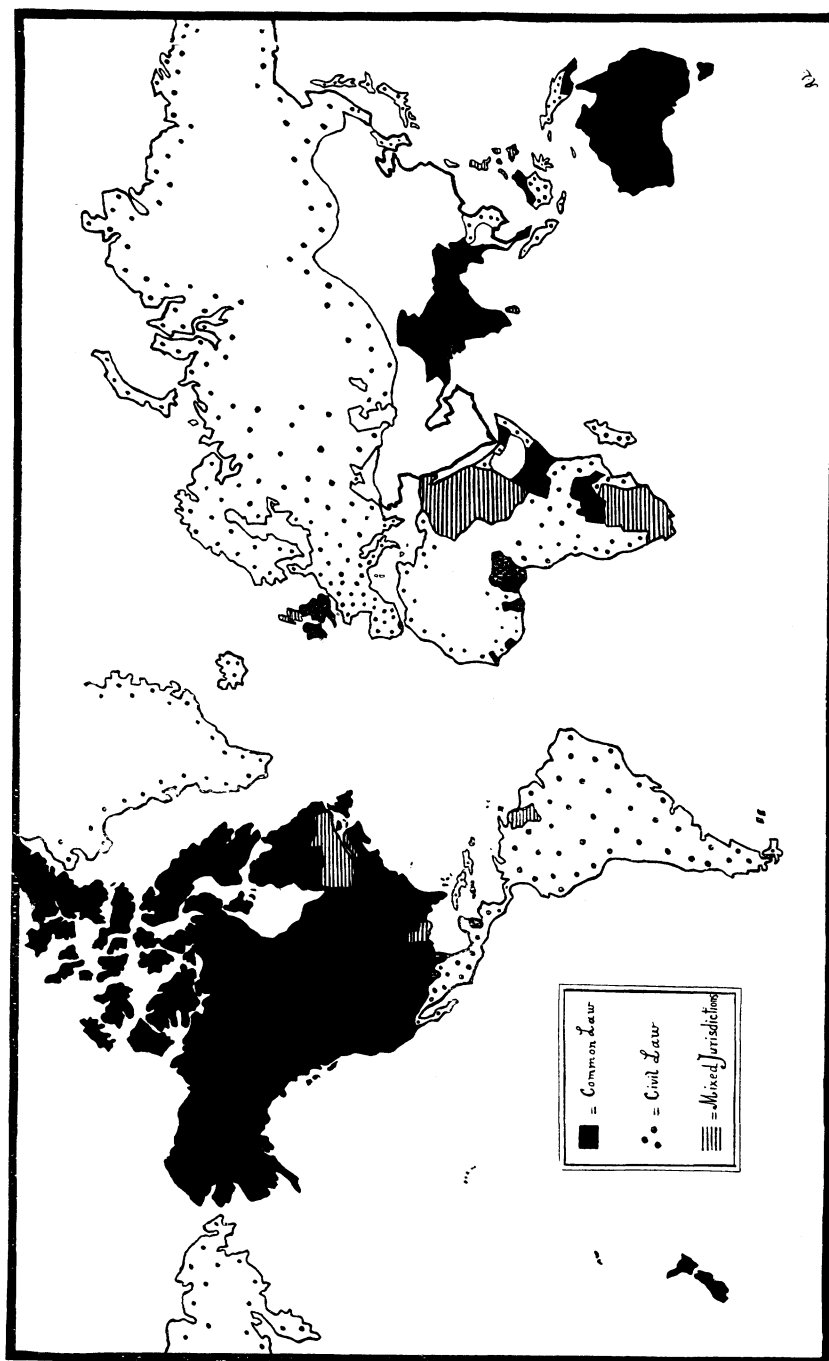 = Common Law
= Civil Law
= Mixed Jurisdictions